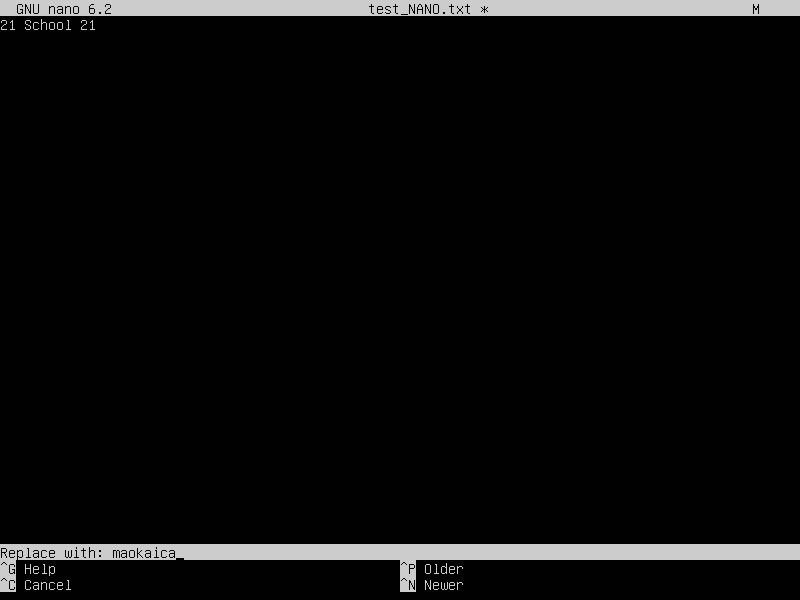 GNU nano 6.2 test_NANO.txt * M
21 School 21
Replace with: maokaica_
^G Help ^P Older
^C Cancel ^N Newer